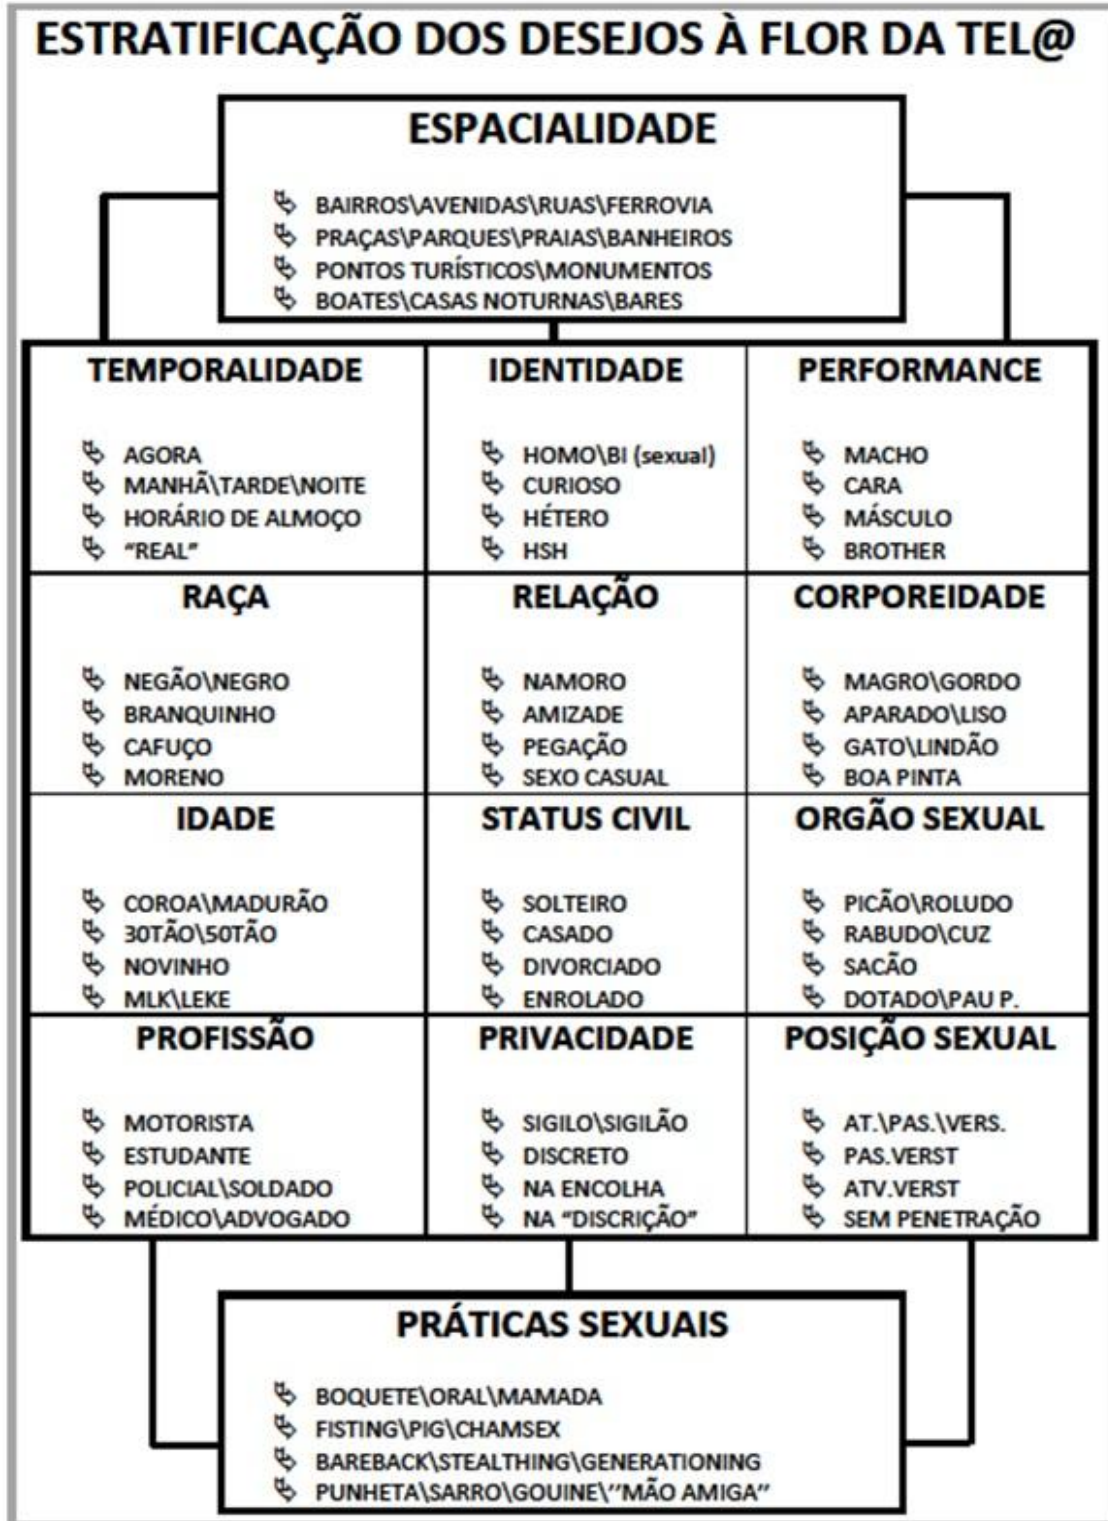 ESTRATIFICAÇÃO DOS DESEJOS À FLOR DA TEL@
ESPACIALIDADE
BAIRROS\AVENIDAS\RUAS\FERROVIA
PRAÇAS\PARQUES\PRAIAS\BANHEIROS
PONTOS TURÍSTICOS\MONUMENTOS
BOATES\CASAS NOTURNAS\BARES
TEMPORALIDADE
AGORA
MANHÃ\TARDE\NOITE
HORÁRIO DE ALMOÇO
"REAL"
IDENTIDADE
HOMO\BI (sexual)
CURIOSO
HÉTERO
HSH
PERFORMANCE
MACHO
CARA
MÁSCULO
BROTHER
RAÇA
NEGÃO\NEGRO
BRANQUINHO
CAFUÇO
MORENO
RELAÇÃO
NAMORO
AMIZADE
PEGAÇÃO
SEXO CASUAL
CORPOREIDADE
MAGRO\GORDO
APARADO\LISO
GATO\LINDÃO
BOA PINTA
IDADE
COROA\MADURÃO
30TÃO\50TÃO
NOVINHO
MLK\LEKE
STATUS CIVIL
SOLTEIRO
CASADO
DIVORCIADO
ENROLADO
ORGÃO SEXUAL
PICÃO\ROLUDO
RABUDO\CUZ
SACÃO
DOTADO\PAU P.
PROFISSÃO
MOTORISTA
ESTUDANTE
POLICIAL\SOLDADO
MÉDICO\ADVOGADO
PRIVACIDADE
SIGILO\SIGILÃO
DISCRETO
NA ENCOLHA
NA "DISCRIÇÃO"
POSIÇÃO SEXUAL
AT.\PAS.\VERS.
PAS.VERST
ATV.VERST
SEM PENETRAÇÃO
PRÁTICAS SEXUAIS
BOQUETE\ORAL\MAMADA
FISTING\PIG\CHAMSEX
BAREBACK\STEALTHING\GENERATIONING
PUNHETA\SARRO\GOUINE\''MÃO AMIGA"